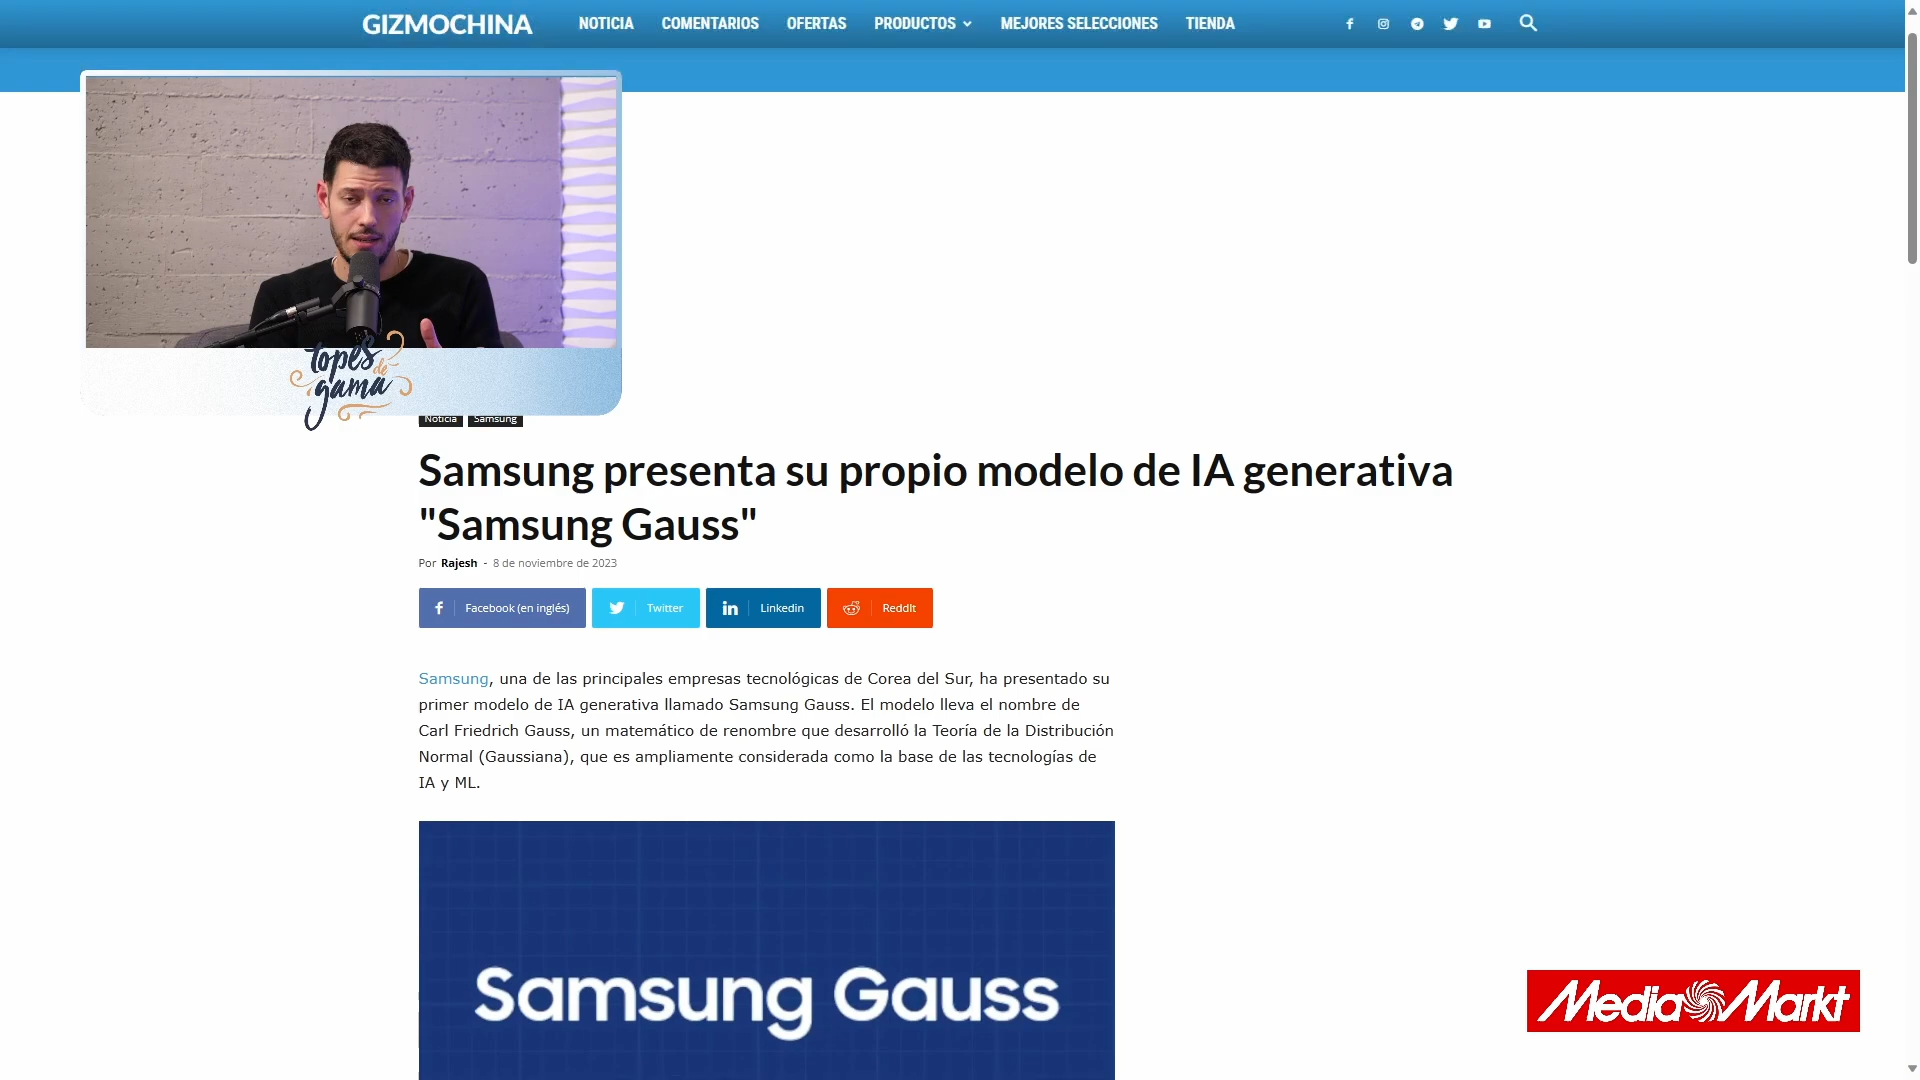 GIZMOCHINA
NOTICIA COMENTARIOS OFERTAS PRODUCTOS MEJORES SELECCIONES TIENDA
topes
de
gama
Noticia Samsung
Samsung presenta su propio modelo de IA generativa
"Samsung Gauss"
Por Rajesh - 8 de noviembre de 2023
Facebook (en inglés) Twitter Linkedin ReddIt
Samsung, una de las principales empresas tecnológicas de Corea del Sur, ha presentado su
primer modelo de IA generativa llamado Samsung Gauss. El modelo lleva el nombre de
Carl Friedrich Gauss, un matemático de renombre que desarrolló la Teoría de la Distribución
Normal (Gaussiana), que es ampliamente considerada como la base de las tecnologías de
IA y ML.
Samsung Gauss
MediaMarkt